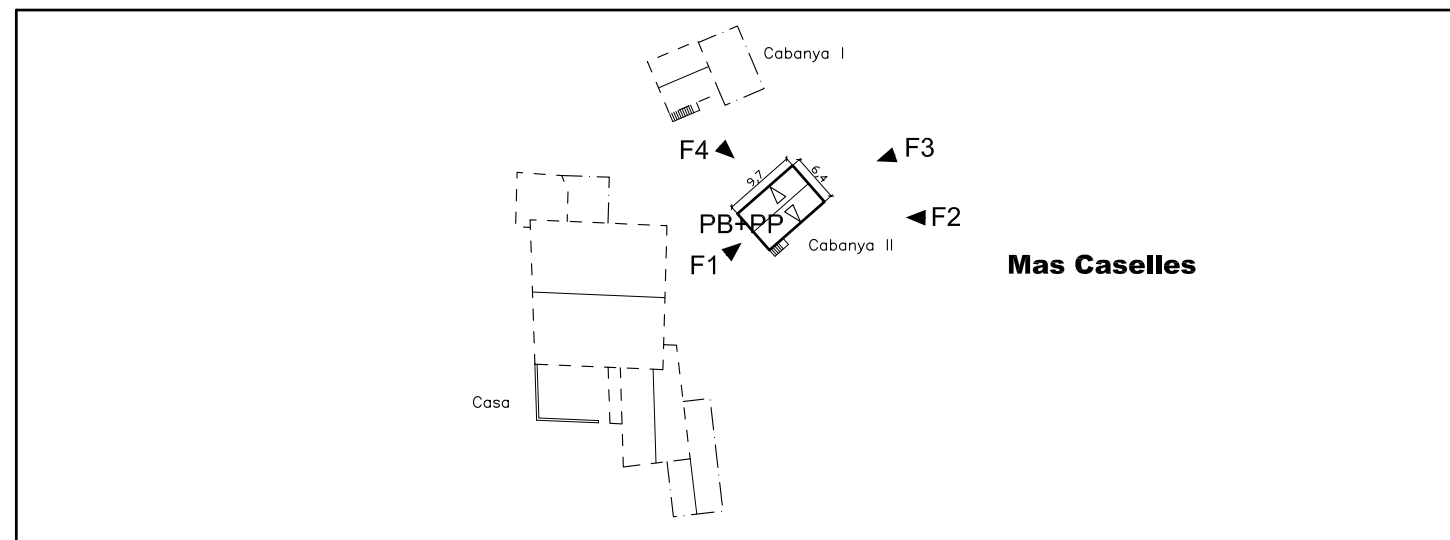 Cabanya I
F4
F3
9,7
6,4
PB+PP
F2
Cabanya II
F1
Mas Caselles
Casa